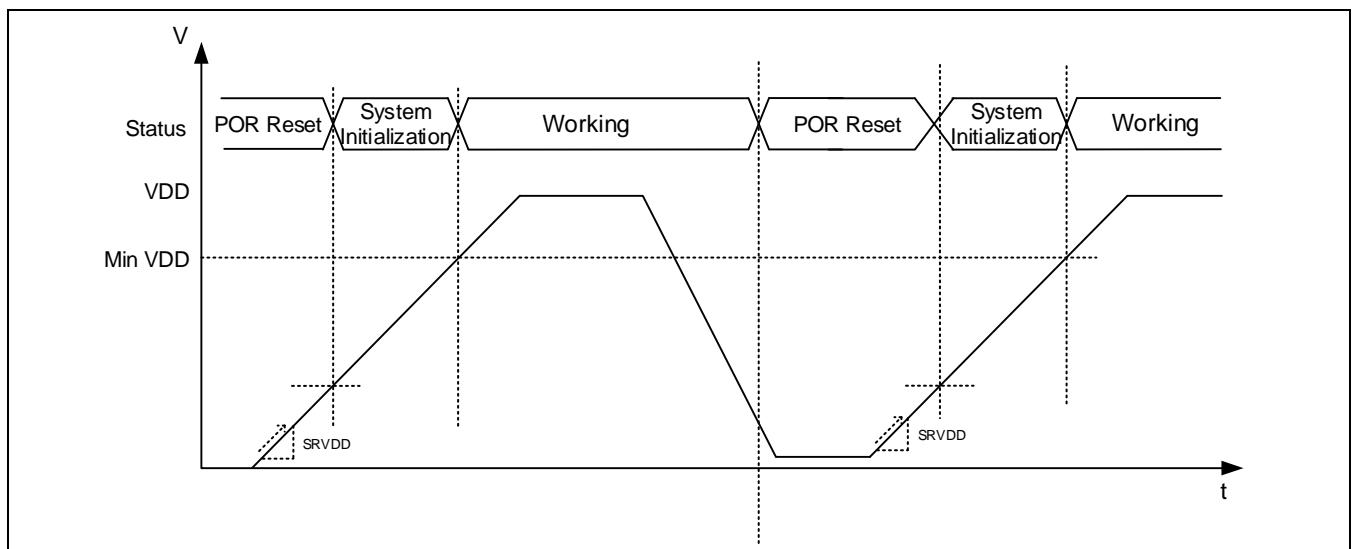 V
Status
POR Reset
System
Initialization
Working
POR Reset
System
Initialization
Working
VDD
Min VDD
SRVDD
SRVDD
t